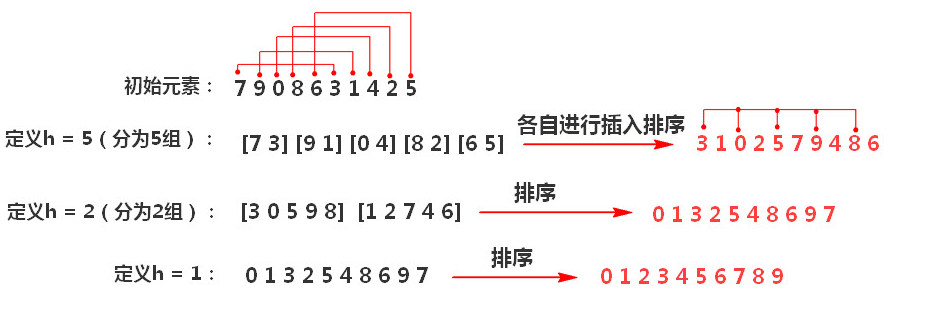 初始元素： 7 9 0 8 6 3 1 4 2 5
定义h = 5（分为5组）： [7 3] [9 1] [0 4] [8 2] [6 5] 各自进行插入排序 3 1 0 2 5 7 9 4 8 6
定义h = 2（分为2组）： [3 0 5 9 8] [1 2 7 4 6] 排序 0 1 3 2 5 4 8 6 9 7
定义h = 1： 0 1 3 2 5 4 8 6 9 7 排序 0 1 2 3 4 5 6 7 8 9